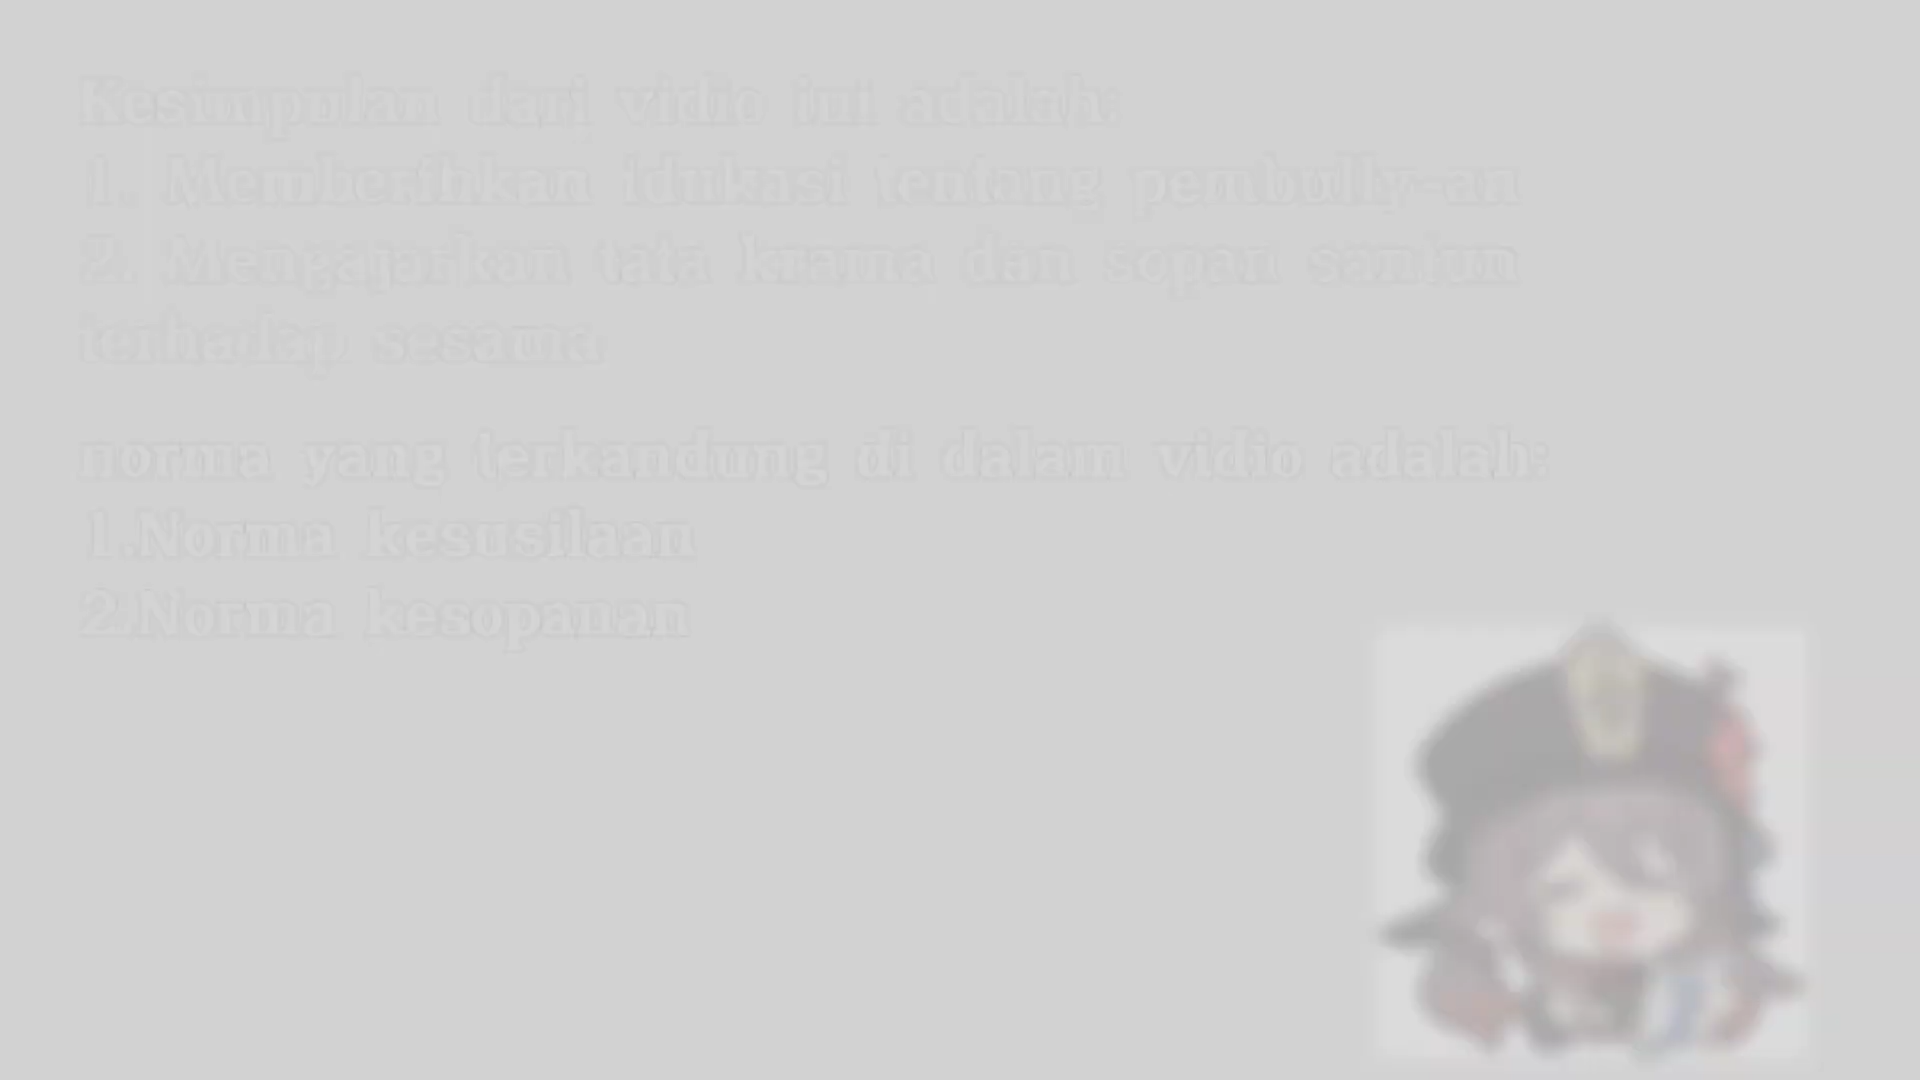 Kesimpulan dari vidio ini adalah:
1. Memberihkan idukasi tentang pembully-an
2. Mengajarkan tata krama dan sopan santun
terhadap sesama
norma yang terkandung di dalam vidio adalah:
1.Norma kesusilaan
2.Norma kesopanan